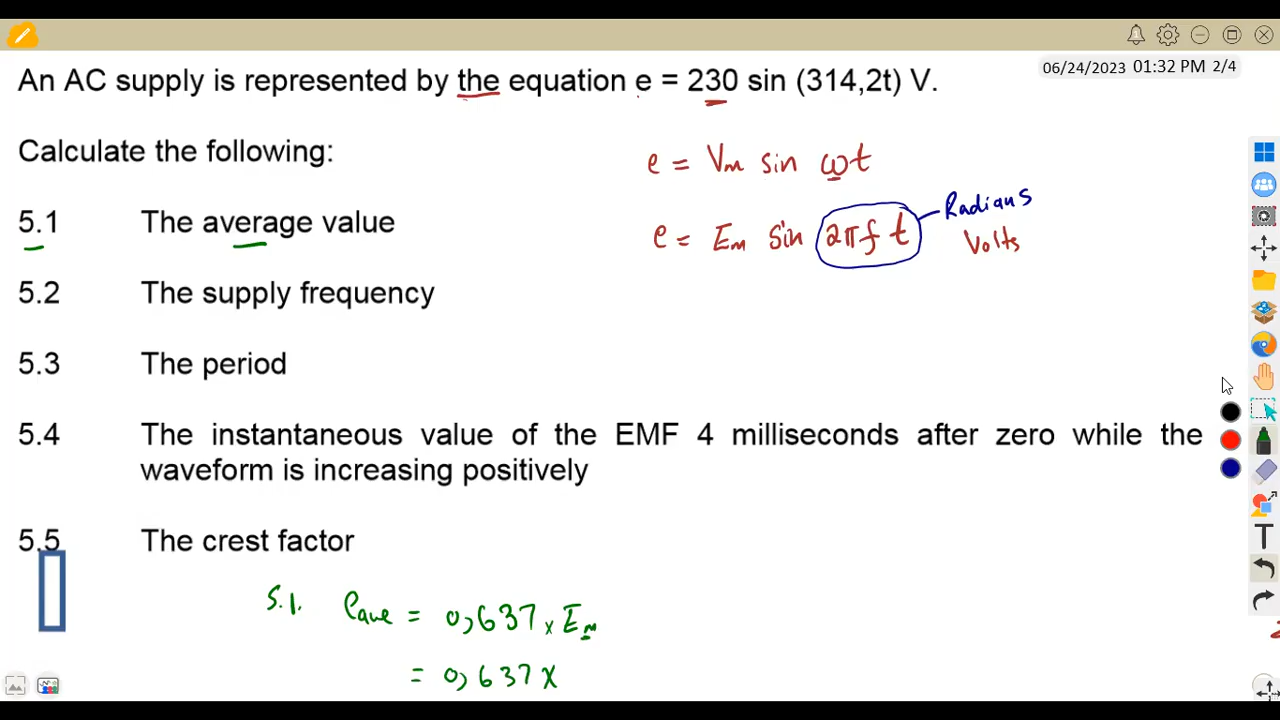 06/24/2023 01:32 PM 2/4
An AC supply is represented by the equation e = 230 sin (314,2t) V.
Calculate the following:
e = Vm sin ωt
5.1 The average value
e = Em sin 2πf t
Radians
Volts
5.2 The supply frequency
5.3 The period
5.4 The instantaneous value of the EMF 4 milliseconds after zero while the
waveform is increasing positively
5.5 The crest factor
5.1. eave = 0,637 x Em
= 0,637 x
T